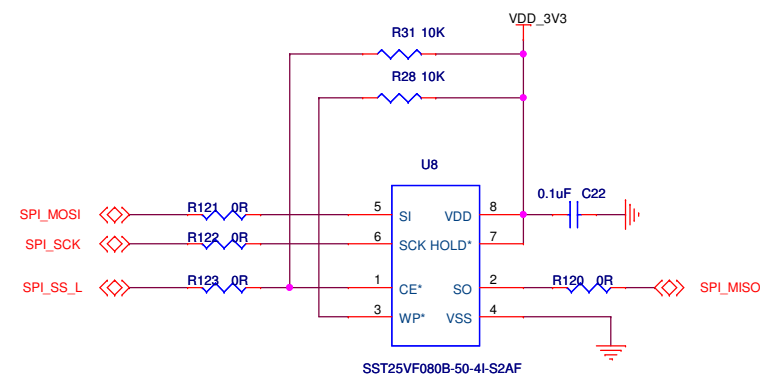 VDD_3V3
R31 10K
R28 10K
U8
0.1uF C22
SPI_MOSI R121 0R 5 SI VDD 8
SPI_SCK R122 0R 6 SCK HOLD* 7
SPI_SS_L R123 0R 1 CE* SO 2 R120 0R SPI_MISO
3 WP* VSS 4
SST25VF080B-50-4I-S2AF